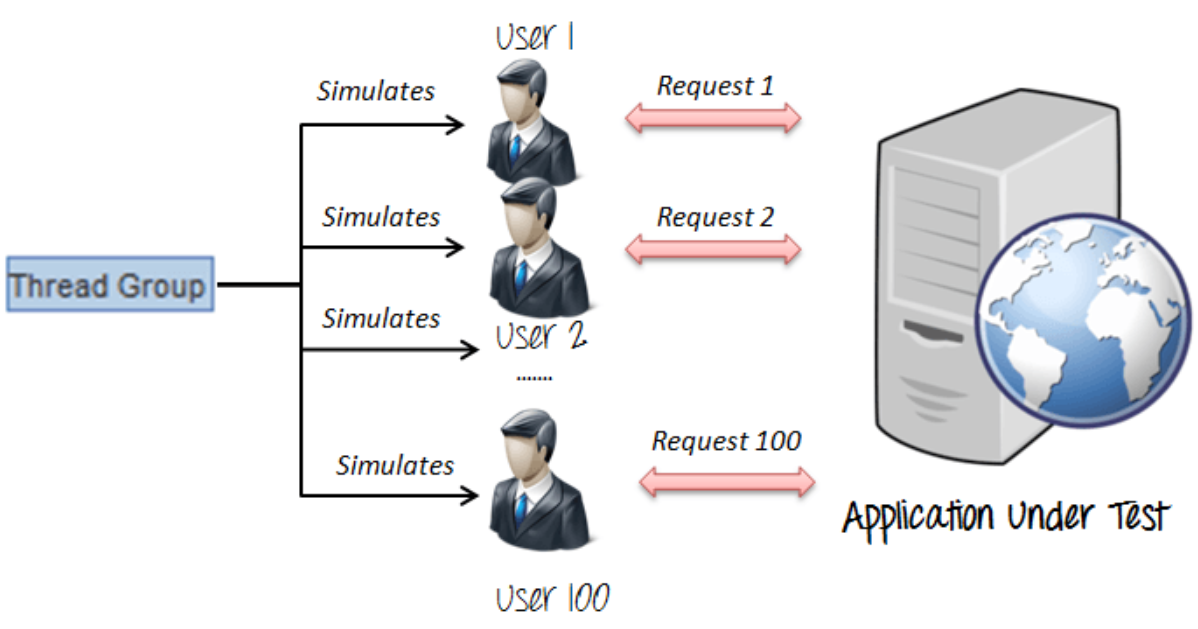 User 1
Simulates
Request 1
Simulates
Request 2
Thread Group
Simulates
User 2
.......
Simulates
Request 100
Application Under Test
User 100